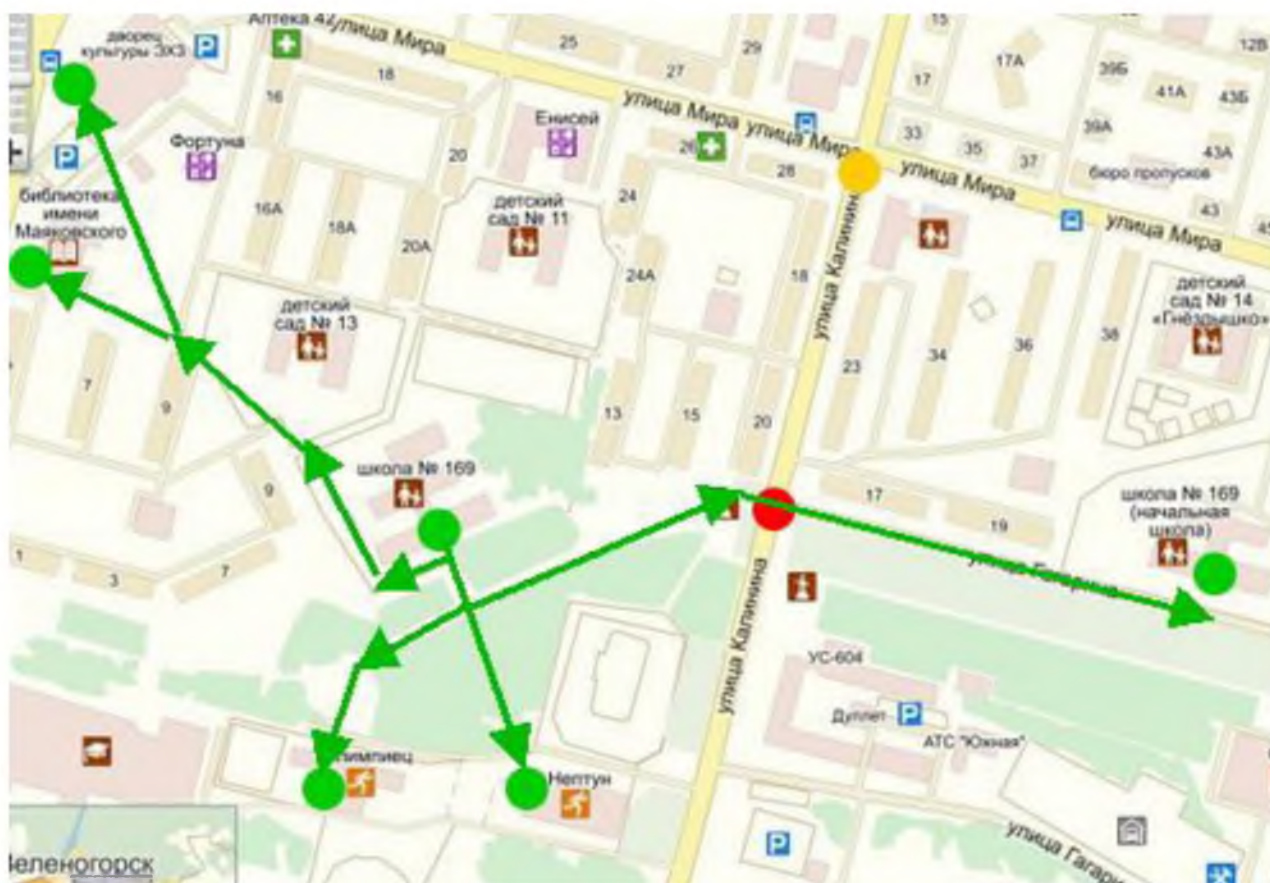 Аптека 42
улица Мира
дворец
культуры ЭХЗ
P
25
29
15
12В
18
27
17А
39Б
17
41А
43Б
16
улица Мира
улица Мира
Енисей
Фортуна
33
35
37
39А
43А
20
26
28
улица Мира
бюро пропусков
P
библиотека
имени
Маяковского
детский
сад № 11
24
43
16А
18А
20А
улица Мира
24А
18
улица Калинина
детский
сад № 13
детский
сад № 14
«Гнёздышко»
7
9
23
34
36
38
13
15
20
школа № 169
9
17
19
школа № 169
(начальная
школа)
1
3
7
улица Гагарина
улица Калинина
УС-604
Дуплет
P
АТС "Южная"
Олимпиец
Нептун
P
улица Гагари
Зеленогорск